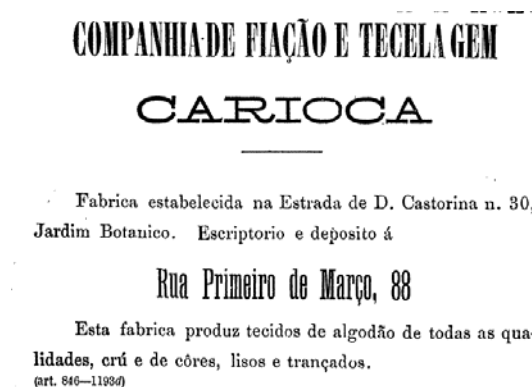 COMPANHIA DE FIAÇÃO E TECELAGEM
CARIOCA
Fabrica estabelecida na Estrada de D. Castorina n. 30,
Jardim Botanico. Escriptorio e deposito á
Rua Primeiro de Março, 88
Esta fabrica produz tecidos de algodão de todas as qua-
lidades, crú e de côres, lisos e trançados.
(art. 846—1193d)